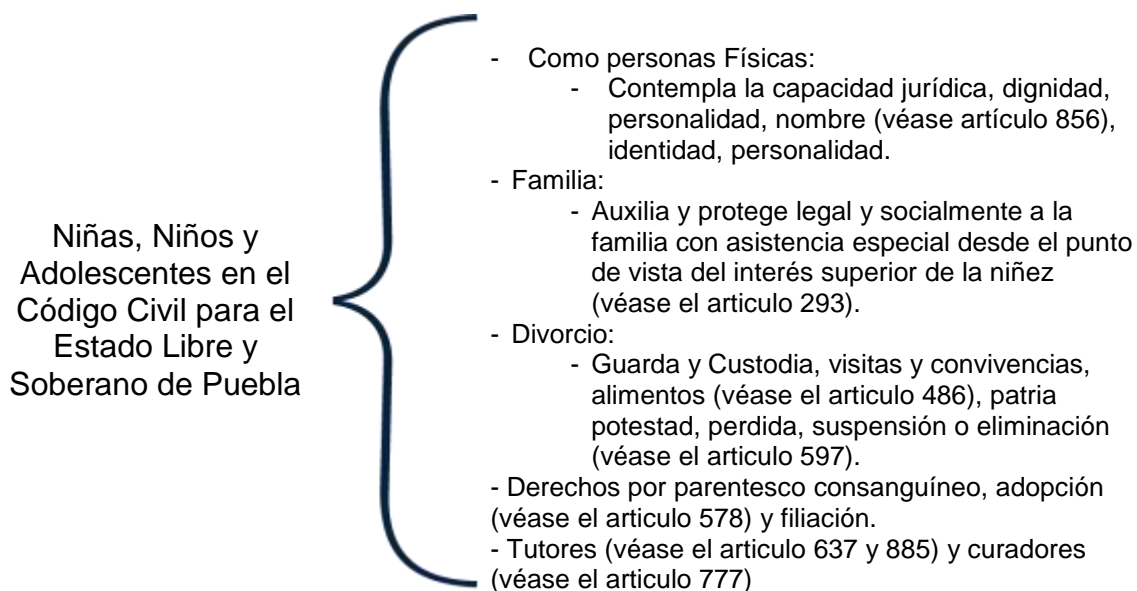 Niñas, Niños y
Adolescentes en el
Código Civil para el
Estado Libre y
Soberano de Puebla
- Como personas Físicas:
- Contempla la capacidad jurídica, dignidad,
personalidad, nombre (véase artículo 856),
identidad, personalidad.
- Familia:
- Auxilia y protege legal y socialmente a la
familia con asistencia especial desde el punto
de vista del interés superior de la niñez
(véase el articulo 293).
- Divorcio:
- Guarda y Custodia, visitas y convivencias,
alimentos (véase el articulo 486), patria
potestad, perdida, suspensión o eliminación
(véase el articulo 597).
- Derechos por parentesco consanguíneo, adopción
(véase el articulo 578) y filiación.
- Tutores (véase el articulo 637 y 885) y curadores
(véase el articulo 777)